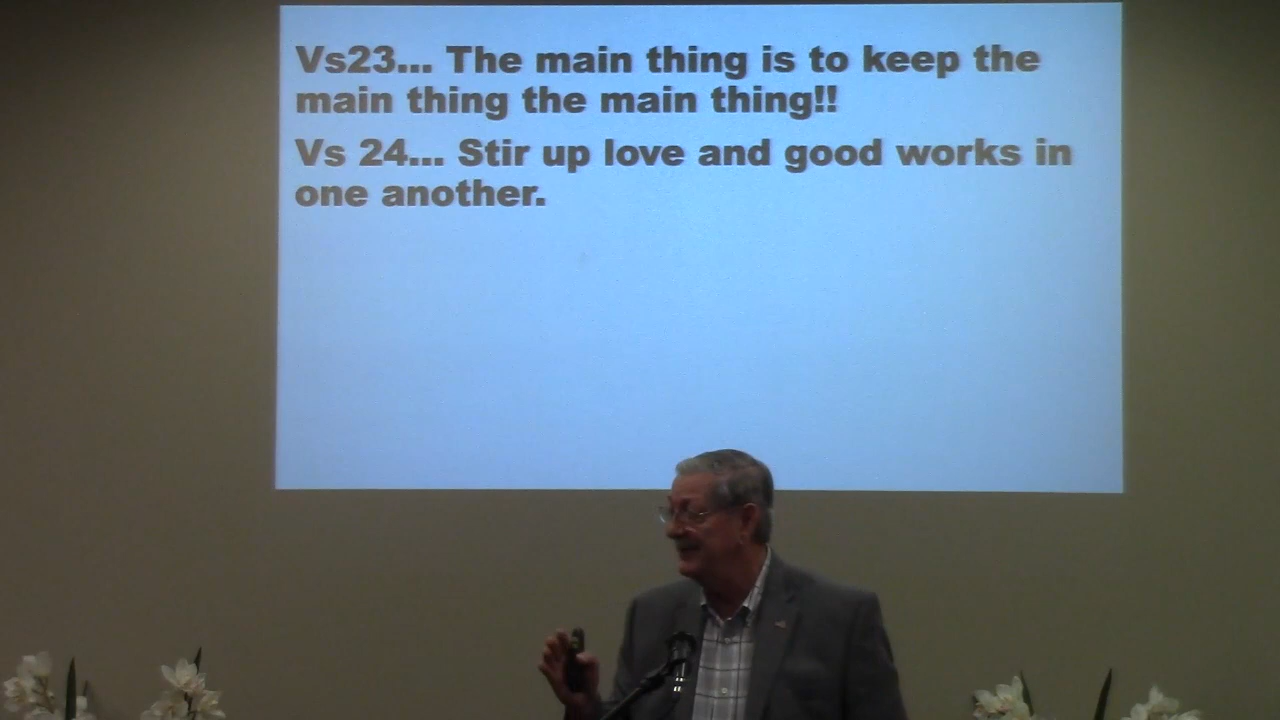 Vs23... The main thing is to keep the
main thing the main thing!!
Vs 24... Stir up love and good works in
one another.